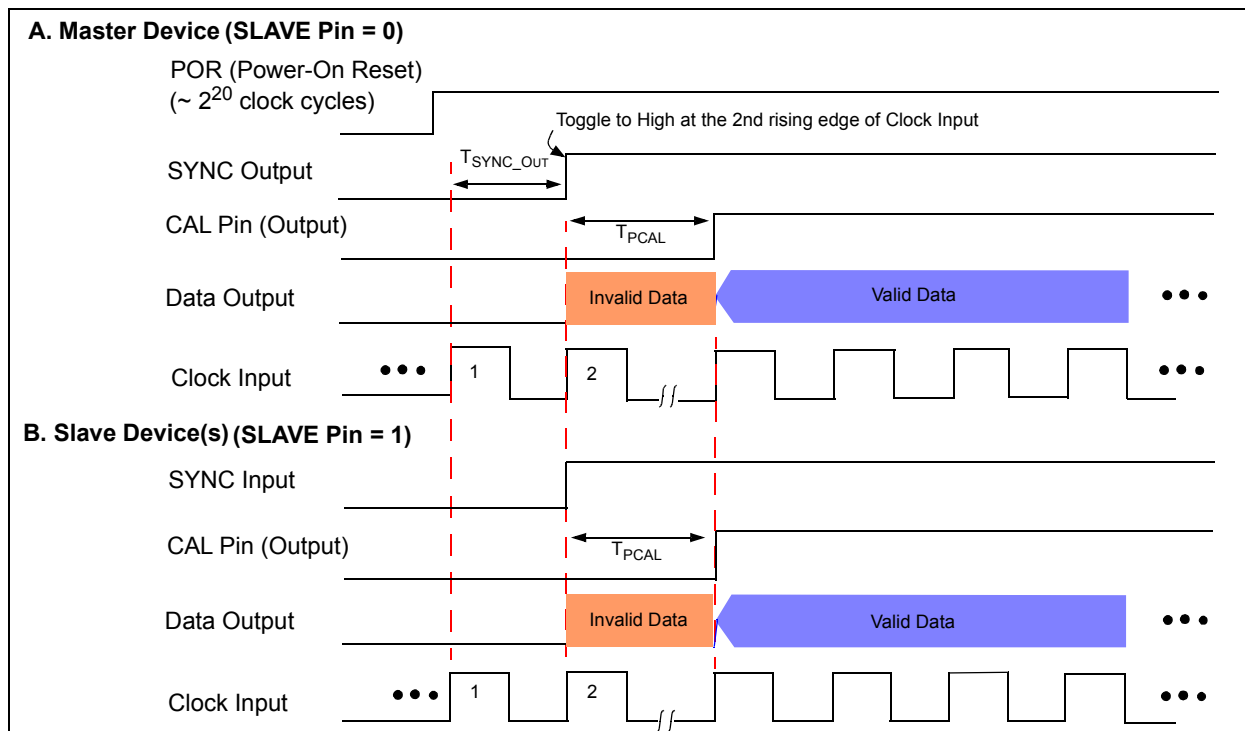 A. Master Device (SLAVE Pin = 0)
POR (Power-On Reset)
(~ 2^20 clock cycles)
Toggle to High at the 2nd rising edge of Clock Input
T_SYNC_OUT
SYNC Output
CAL Pin (Output)
T_PCAL
Data Output
Invalid Data
Valid Data
•••
Clock Input
•••
1
2
•••
B. Slave Device(s) (SLAVE Pin = 1)
SYNC Input
CAL Pin (Output)
T_PCAL
Data Output
Invalid Data
Valid Data
•••
Clock Input
•••
1
2
•••